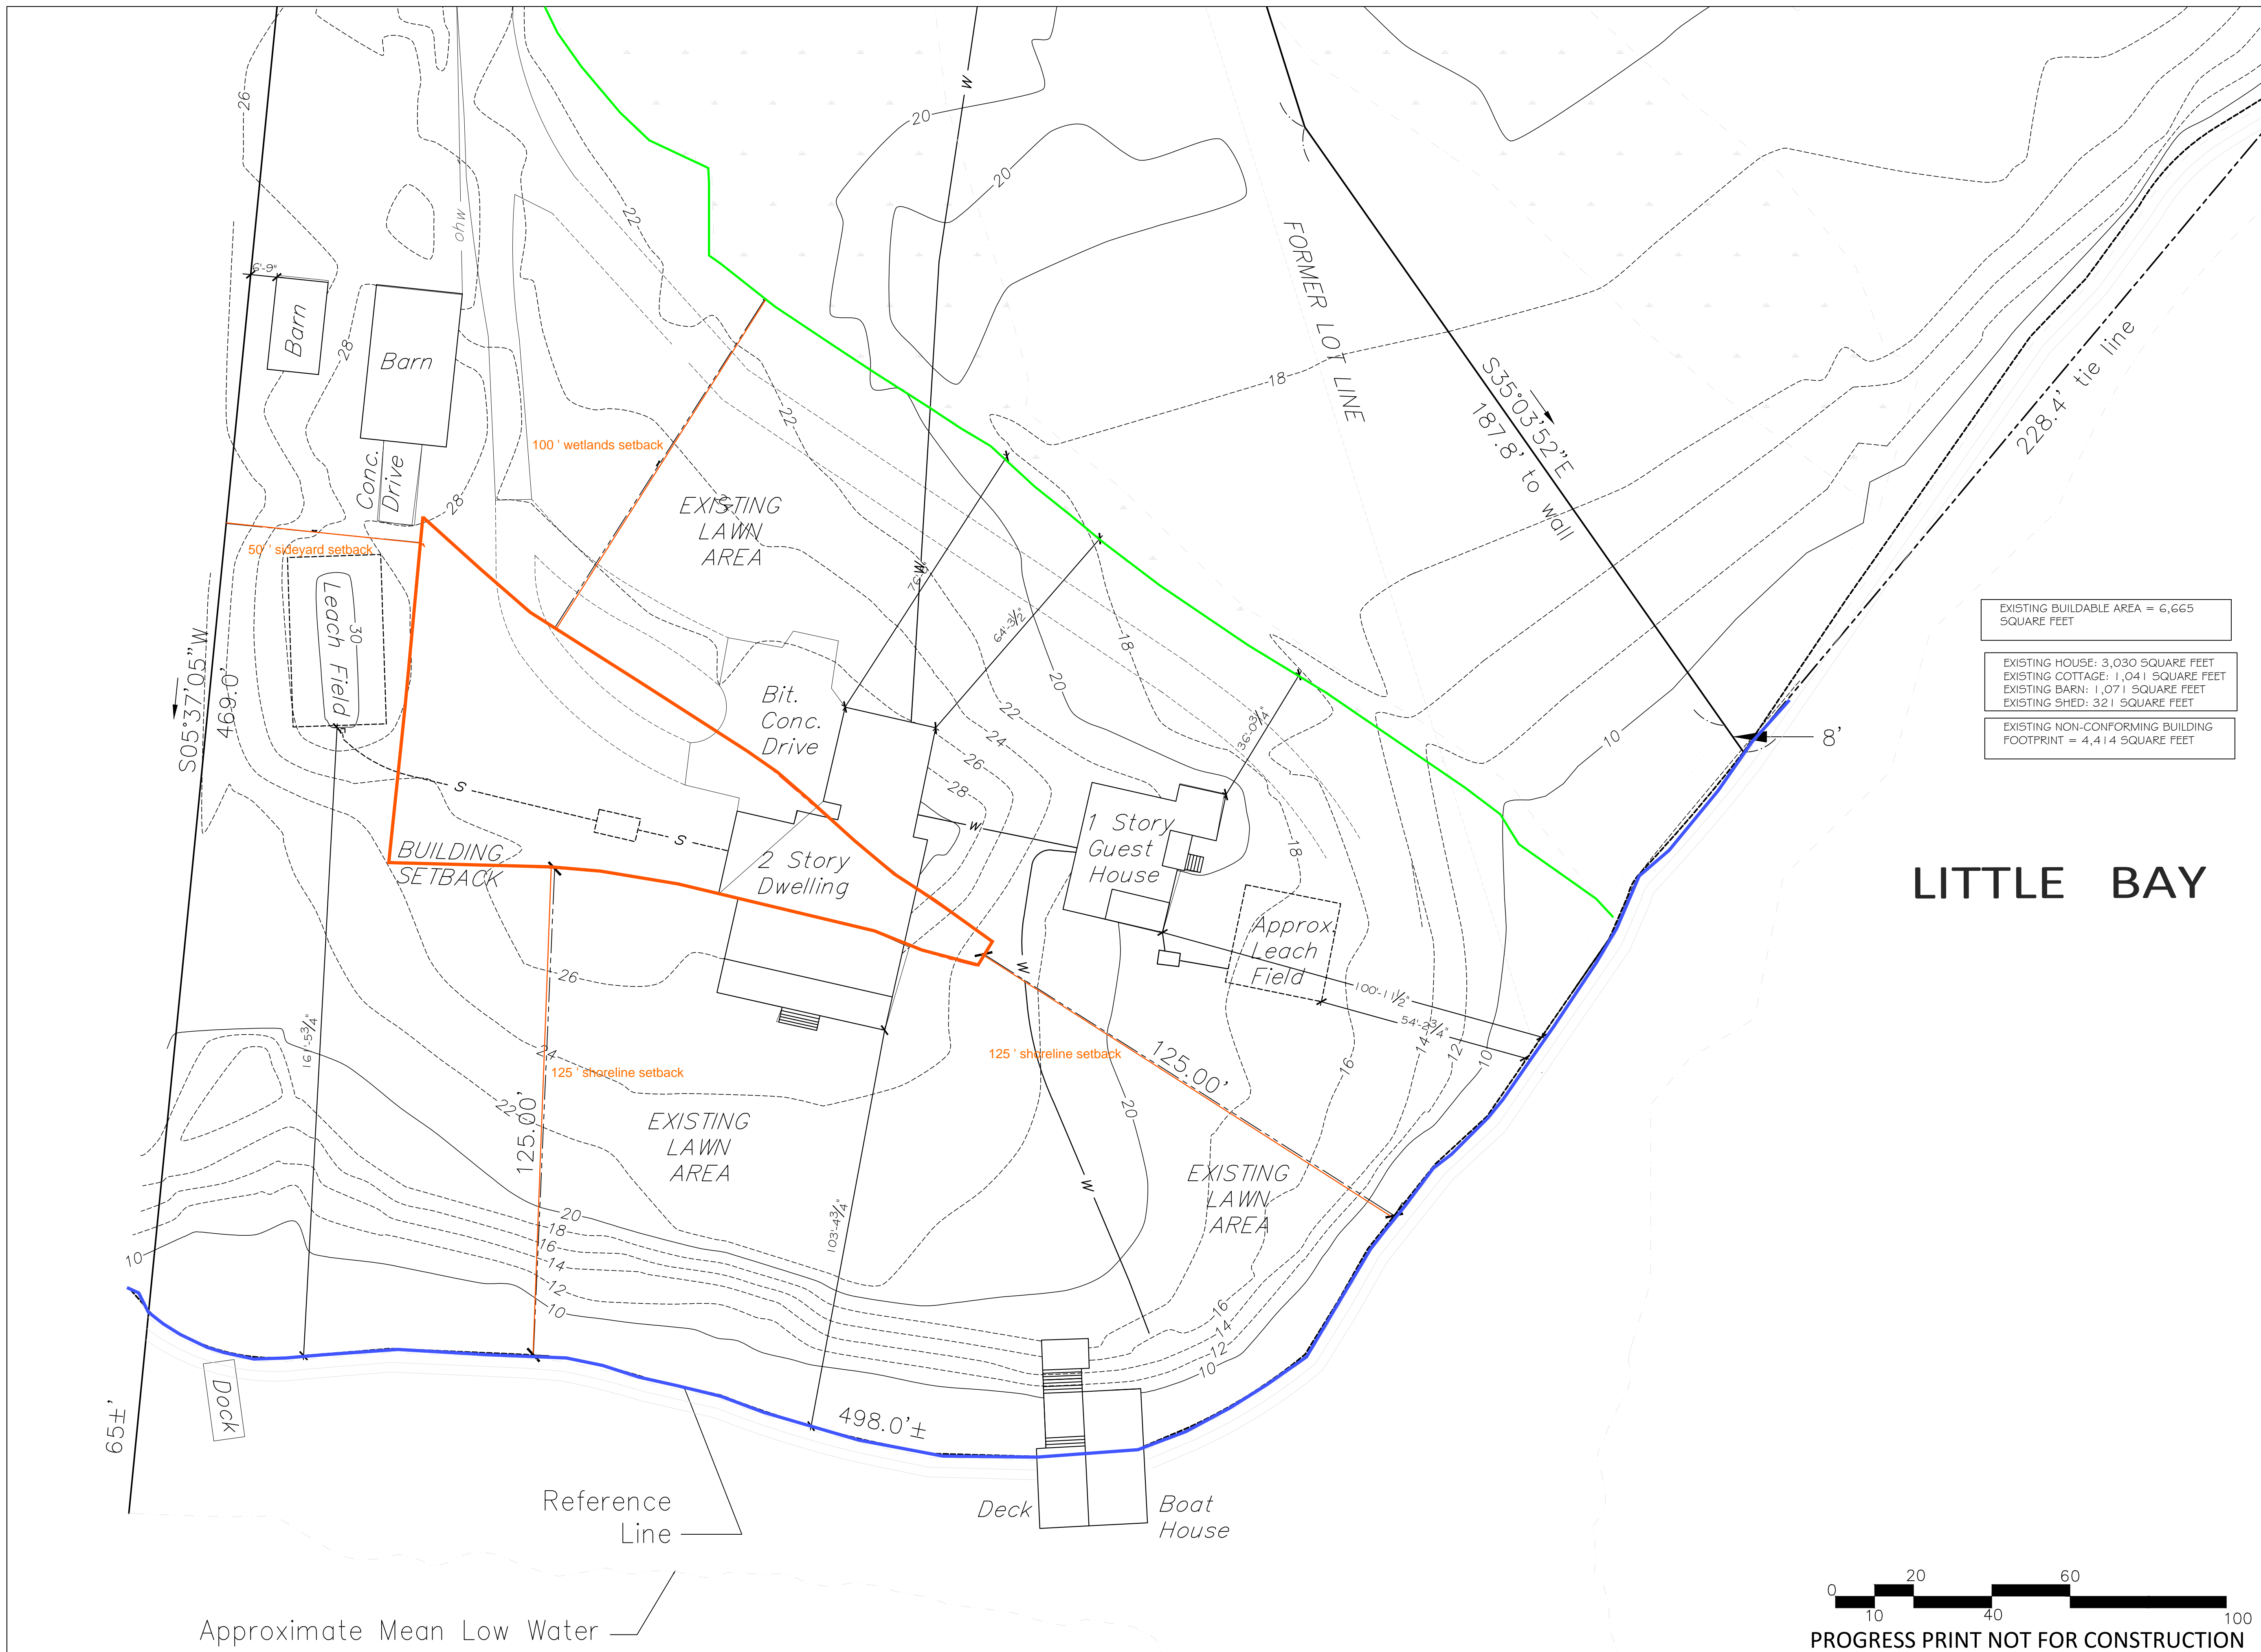 26
20
W
20
22
ohw
6'-9"
Barn
28
Barn
FORMER LOT LINE
228.4' tie line
18
S35°03'52"E
187.8' to wall
22
100 ' wetlands setback
Conc.
Drive
28
EXISTING
LAWN
AREA
50 ' sideyard setback
W
64'-3½"
18
Leach Field
30
S05°37'05"W
469.0'
20
22
24
26
28
Bit.
Conc.
Drive
36'-0¾"
10
8'
EXISTING BUILDABLE AREA = 6,665
SQUARE FEET
EXISTING HOUSE: 3,030 SQUARE FEET
EXISTING COTTAGE: 1,041 SQUARE FEET
EXISTING BARN: 1,071 SQUARE FEET
EXISTING SHED: 321 SQUARE FEET
EXISTING NON-CONFORMING BUILDING
FOOTPRINT = 4,414 SQUARE FEET
S
S
W
BUILDING
SETBACK
2 Story
Dwelling
1 Story
Guest
House
18
LITTLE BAY
Approx.
Leach
Field
W
26
100'-11½"
54'-2¾"
161'-5¾"
24
125 ' shoreline setback
125.00'
125 ' shoreline setback
125.00'
14
12
10
16
20
22
EXISTING
LAWN
AREA
EXISTING
LAWN
AREA
W
103'-4¾"
20
18
16
14
12
10
10
16
14
12
10
Dock
65±'
498.0'±
Reference
Line
Deck
Boat
House
Approximate Mean Low Water
0
20
60
10
40
100
PROGRESS PRINT NOT FOR CONSTRUCTION